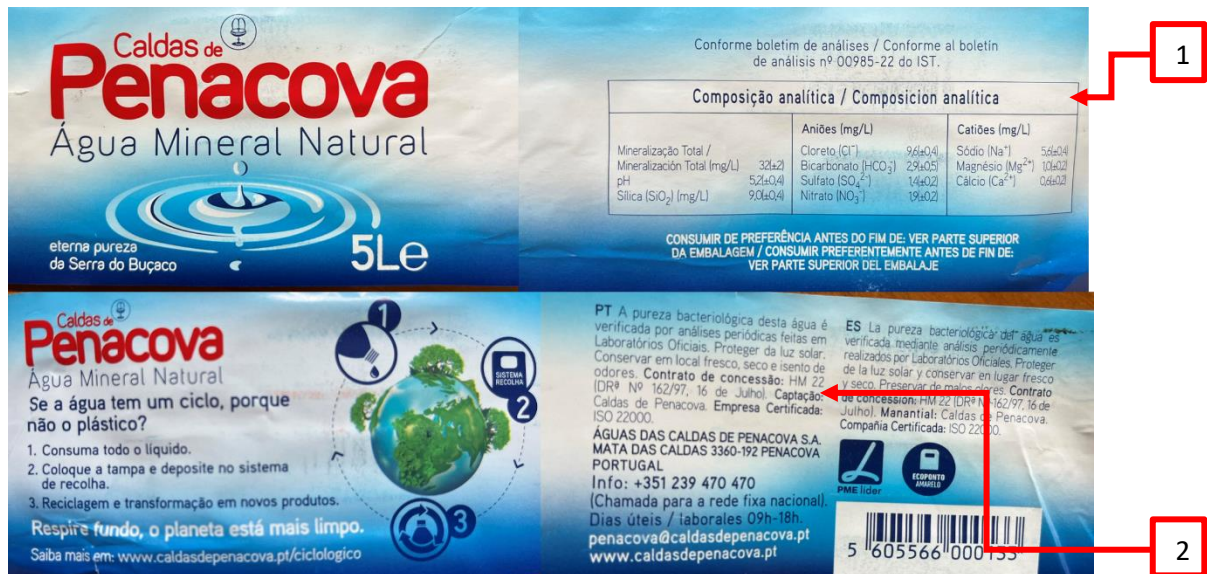 Caldas de
Penacova
Água Mineral Natural
eterna pureza
da Serra do Buçaco
5L℮
Conforme boletim de análises / Conforme al boletin
de análisis nº 00985-22 do IST.
Composição analítica / Composicion analítica
Mineralização Total /
Mineralización Total (mg/L) 32(±2)
pH 5,2(±0,4)
Sílica (SiO₂) (mg/L) 9,0(±0,4)
Aniões (mg/L)
Cloreto (Cl⁻) 9,6(±0,4)
Bicarbonato (HCO₃⁻) 2,9(±0,5)
Sulfato (SO₄²⁻) 1,4(±0,2)
Nitrato (NO₃⁻) 1,9(±0,2)
Catiões (mg/L)
Sódio (Na⁺) 5,6(±0,4)
Magnésio (Mg²⁺) 1,0(±0,2)
Cálcio (Ca²⁺) 0,6(±0,2)
CONSUMIR DE PREFERÊNCIA ANTES DO FIM DE: VER PARTE SUPERIOR
DA EMBALAGEM / CONSUMIR PREFERENTEMENTE ANTES DE FIN DE:
VER PARTE SUPERIOR DEL EMBALAJE
1
Caldas de
Penacova
Água Mineral Natural
Se a água tem um ciclo, porque
não o plástico?
1. Consuma todo o líquido.
2. Coloque a tampa e deposite no sistema
de recolha.
3. Reciclagem e transformação em novos produtos.
Respire fundo, o planeta está mais limpo.
Saiba mais em: www.caldasdepenacova.pt/ciclologico
1
SISTEMA
RECOLHA
2
3
PT A pureza bacteriológica desta água é
verificada por análises periódicas feitas em
Laboratórios Oficiais. Proteger da luz solar.
Conservar em local fresco, seco e isento de
odores. Contrato de concessão: HM 22
(DRª Nº 162/97, 16 de Julho). Captação:
Caldas de Penacova. Empresa Certificada:
ISO 22000.
ÁGUAS DAS CALDAS DE PENACOVA S.A.
MATA DAS CALDAS 3360-192 PENACOVA
PORTUGAL
Info: +351 239 470 470
(Chamada para a rede fixa nacional).
Dias úteis / laborales 09h-18h.
penacova@caldasdepenacova.pt
www.caldasdepenacova.pt
ES La pureza bacteriológica del agua es
verificada mediante análisis periódicamente
realizados por Laboratórios Oficiales. Proteger
de la luz solar y conservar en lugar fresco
y seco. Preservar de malos olores. Contrato
de concession: HM 22 (DRª Nº 162/97, 16 de
Julho). Manantial: Caldas de Penacova.
Compañia Certificada: ISO 22000.
PME líder
ECOPONTO
AMARELO
5 605566 000133
2